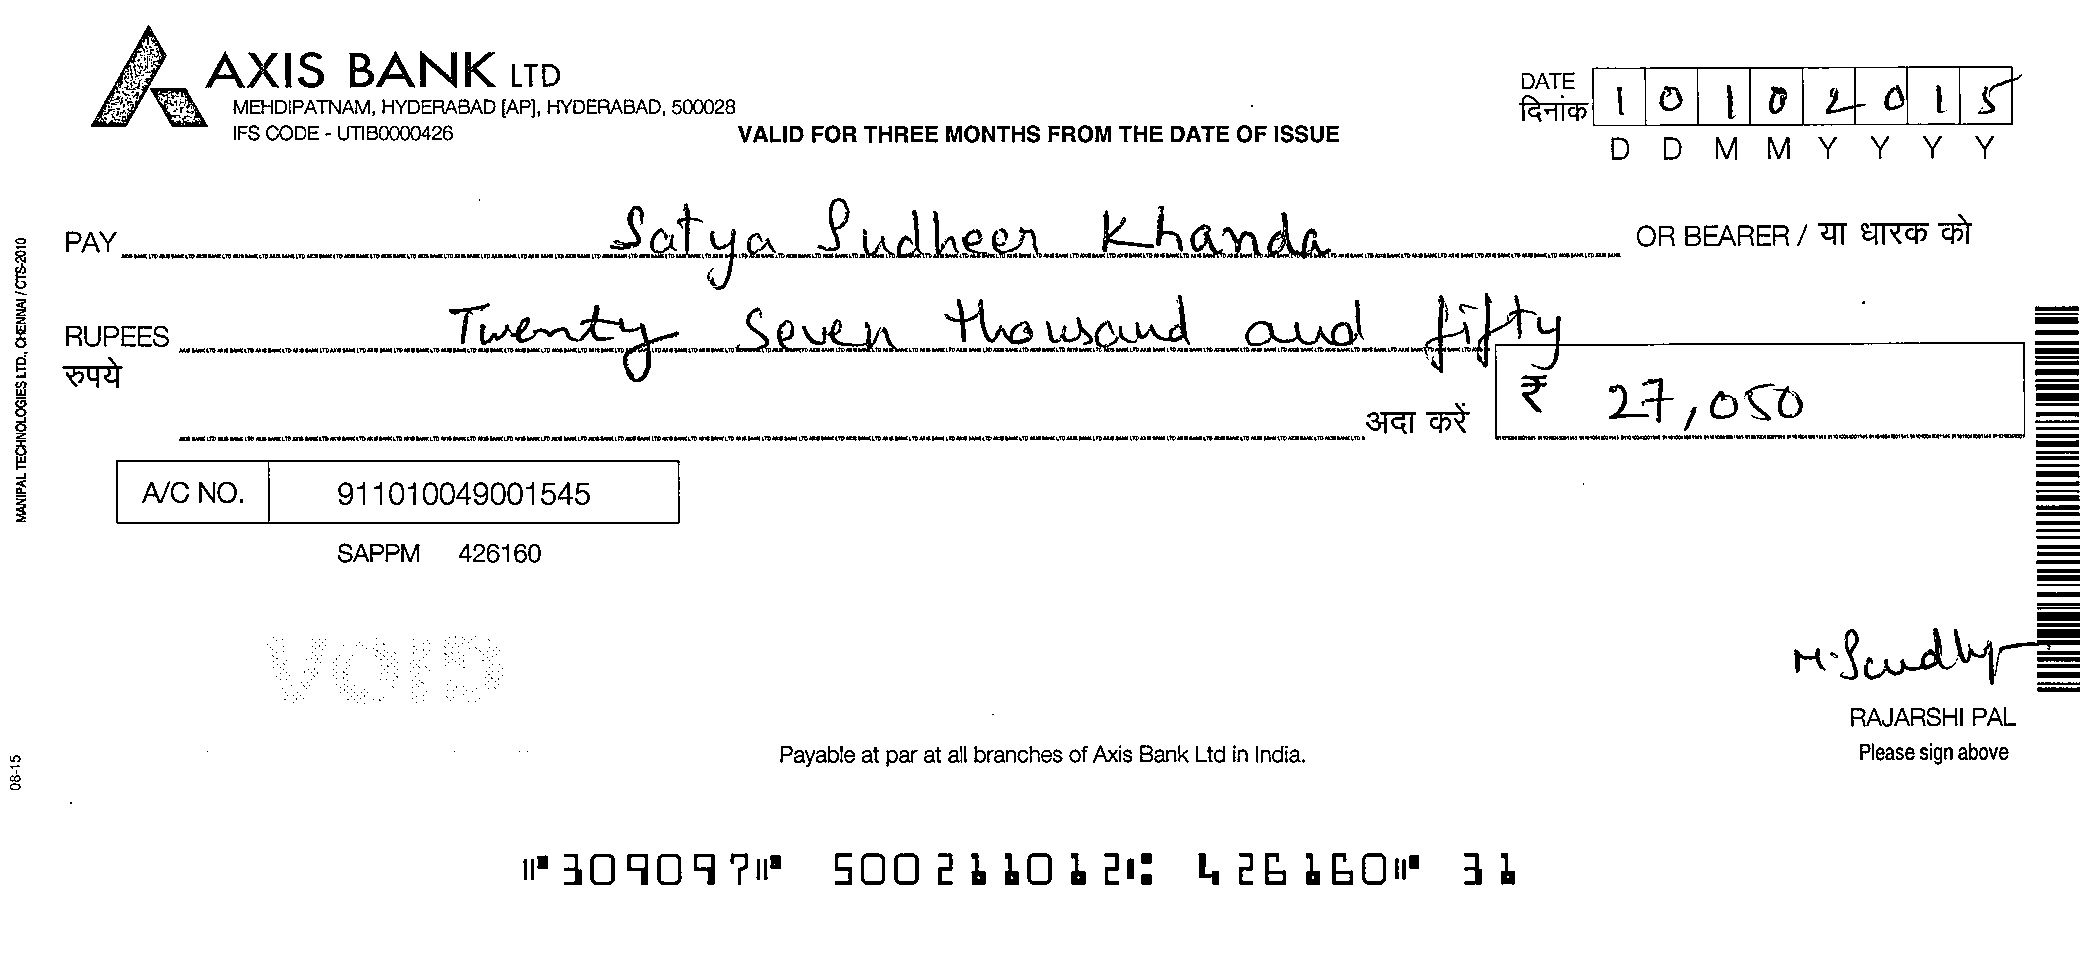 AXIS BANK LTD
MEHDIPATNAM, HYDERABAD [AP], HYDERABAD, 500028
IFS CODE - UTIB0000426
VALID FOR THREE MONTHS FROM THE DATE OF ISSUE
DATE
दिनांक
1 0 1 0 2 0 1 5
D D M M Y Y Y Y
PAY Satya Sudheer Khanda OR BEARER / या धारक को
RUPEES Twenty Seven thousand and fifty
रुपये
अदा करें ₹ 27,050
A/C NO. 911010049001545
SAPPM 426160
VOID
RAJARSHI PAL
Please sign above
Payable at par at all branches of Axis Bank Ltd in India.
MANIPAL TECHNOLOGIES LTD., CHENNAI / CTS-2010
08-15
⑈309097⑈ 500211012⑆ 426160⑈ 31